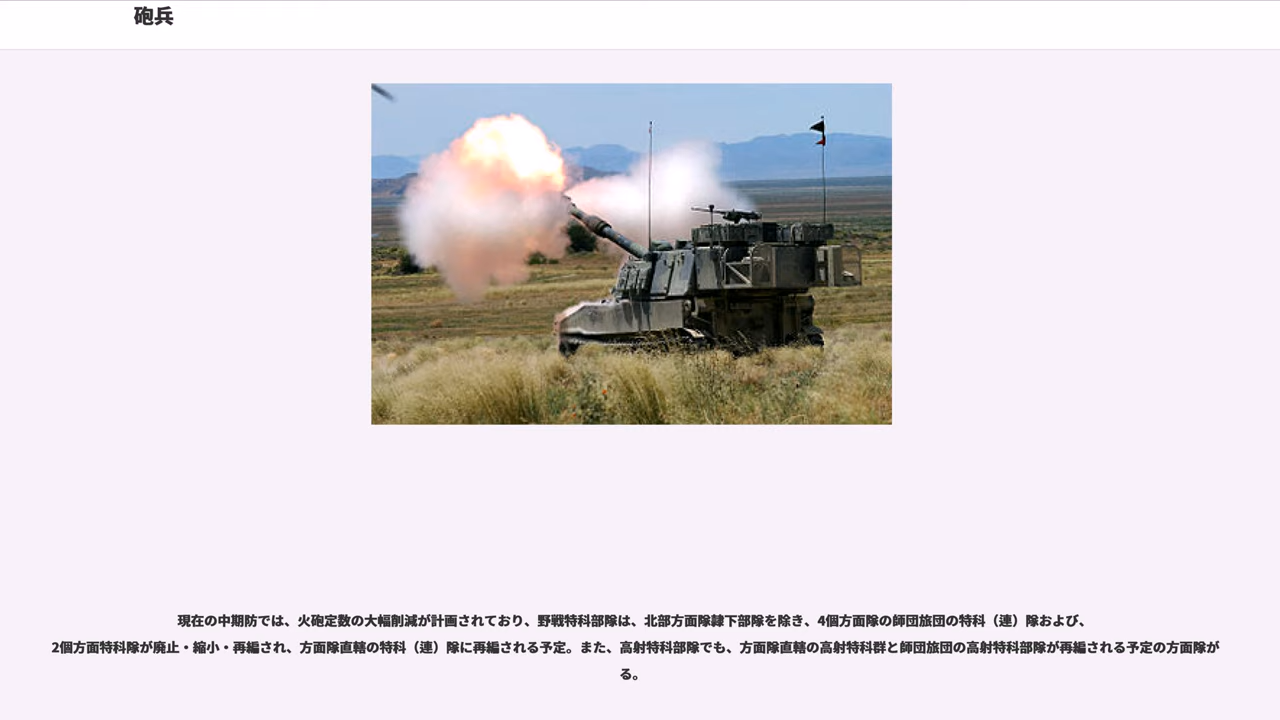 砲兵
現在の中期防では、火砲定数の大幅削減が計画されており、野戦特科部隊は、北部方面隊隷下部隊を除き、4個方面隊の師団旅団の特科（連）隊および、
2個方面特科隊が廃止・縮小・再編され、方面隊直轄の特科（連）隊に再編される予定。また、高射特科部隊でも、方面隊直轄の高射特科群と師団旅団の高射特科部隊が再編される予定の方面隊が
る。